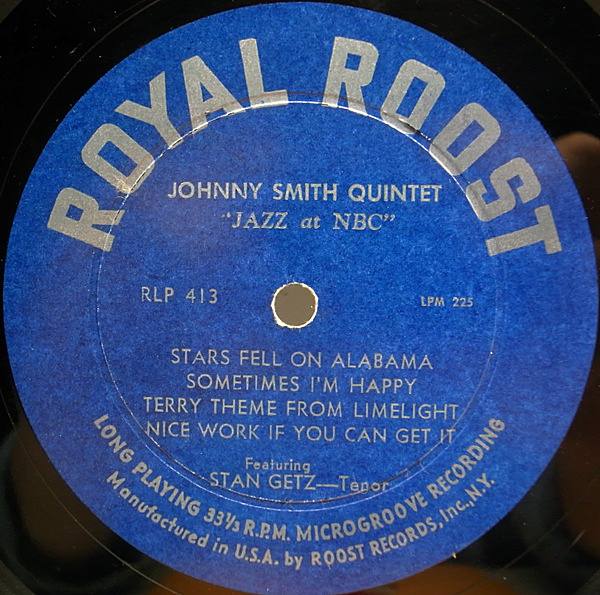 ROYAL ROOST
JOHNNY SMITH QUINTET
"JAZZ at NBC"
RLP 413
LPM 225
STARS FELL ON ALABAMA
SOMETIMES I'M HAPPY
TERRY THEME FROM LIMELIGHT
NICE WORK IF YOU CAN GET IT
Featuring
STAN GETZ—Tenor
LONG PLAYING 33⅓ R.P.M. MICROGROOVE RECORDING
Manufactured in U.S.A. by ROOST RECORDS, Inc., N.Y.